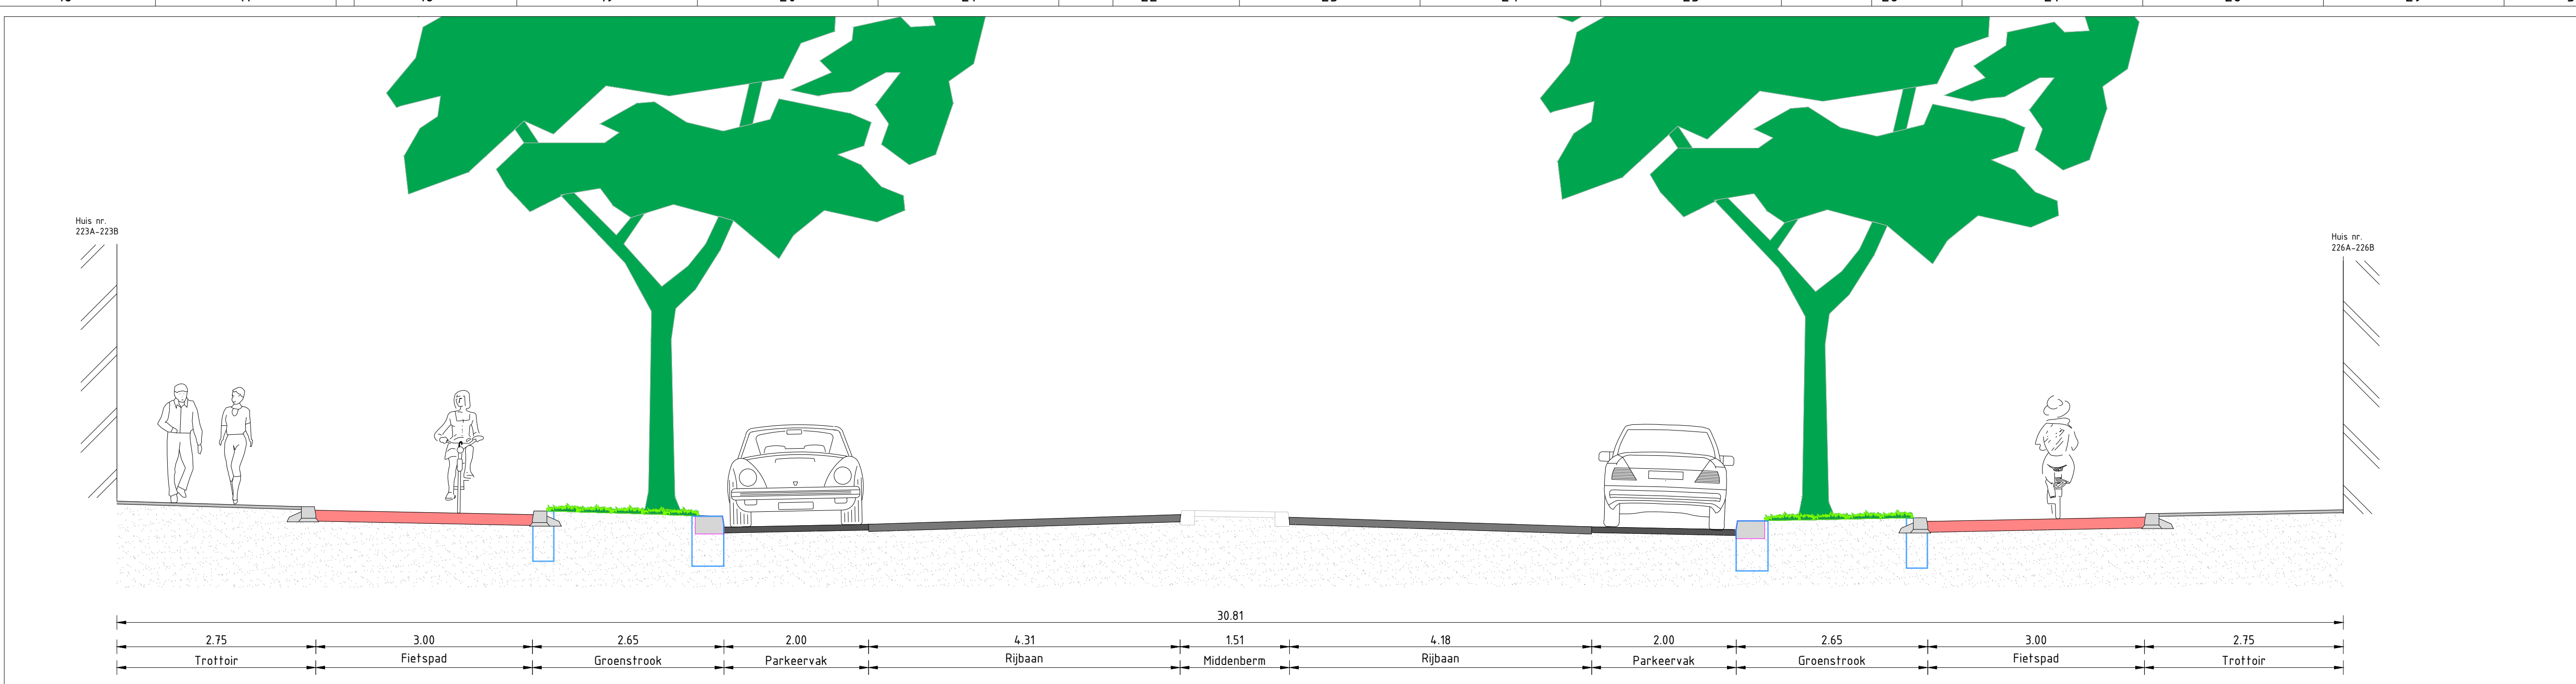 Huis nr.
223A-223B
Huis nr.
226A-226B
30.81
2.75 3.00 2.65 2.00 4.31 1.51 4.18 2.00 2.65 3.00 2.75
Trottoir Fietspad Groenstrook Parkeervak Rijbaan Middenberm Rijbaan Parkeervak Groenstrook Fietspad Trottoir